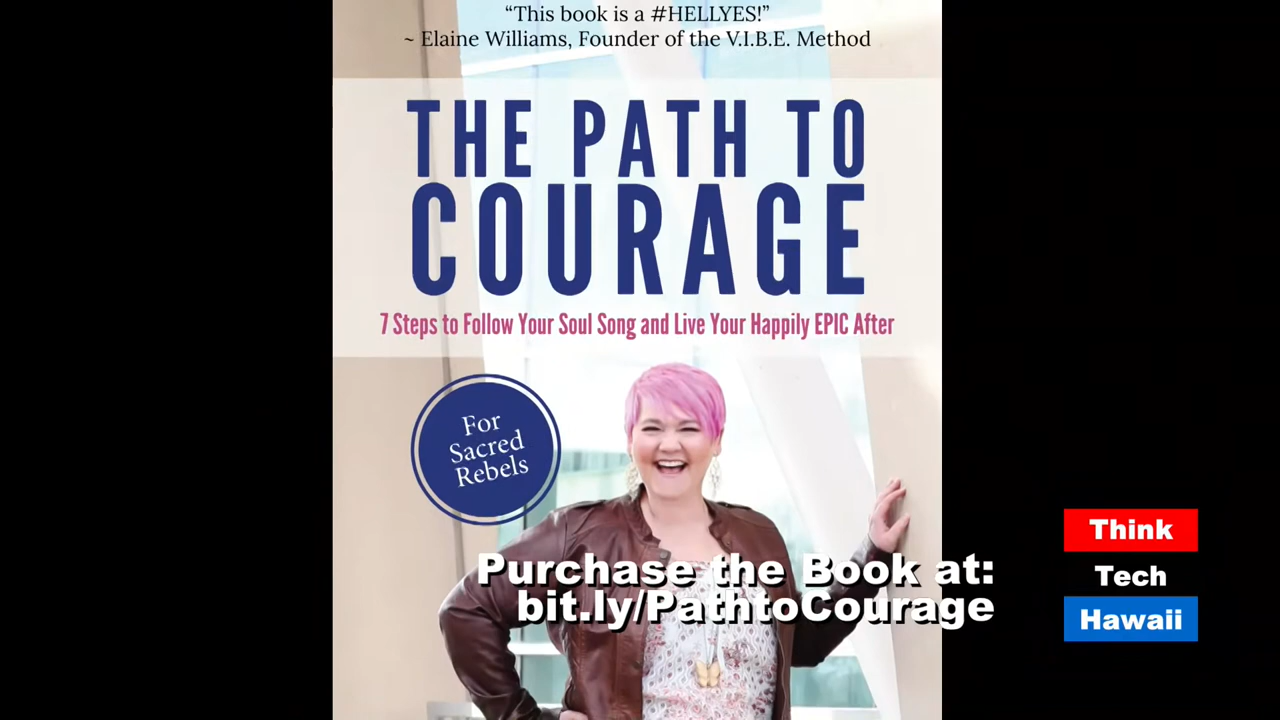 “This book is a #HELLYES!”
~ Elaine Williams, Founder of the V.I.B.E. Method
THE PATH TO
COURAGE
7 Steps to Follow Your Soul Song and Live Your Happily EPIC After
For
Sacred
Rebels
Purchase the Book at:
bit.ly/PathtoCourage
Think
Tech
Hawaii